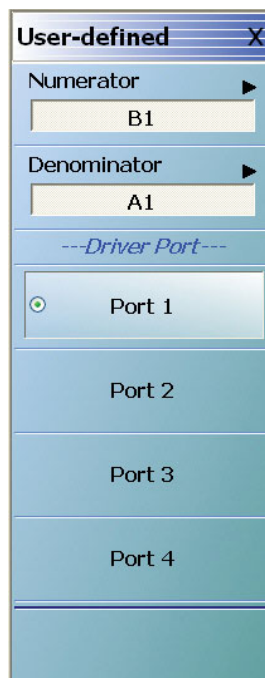 User-defined X
Numerator
B1
Denominator
A1
---Driver Port---
Port 1
Port 2
Port 3
Port 4